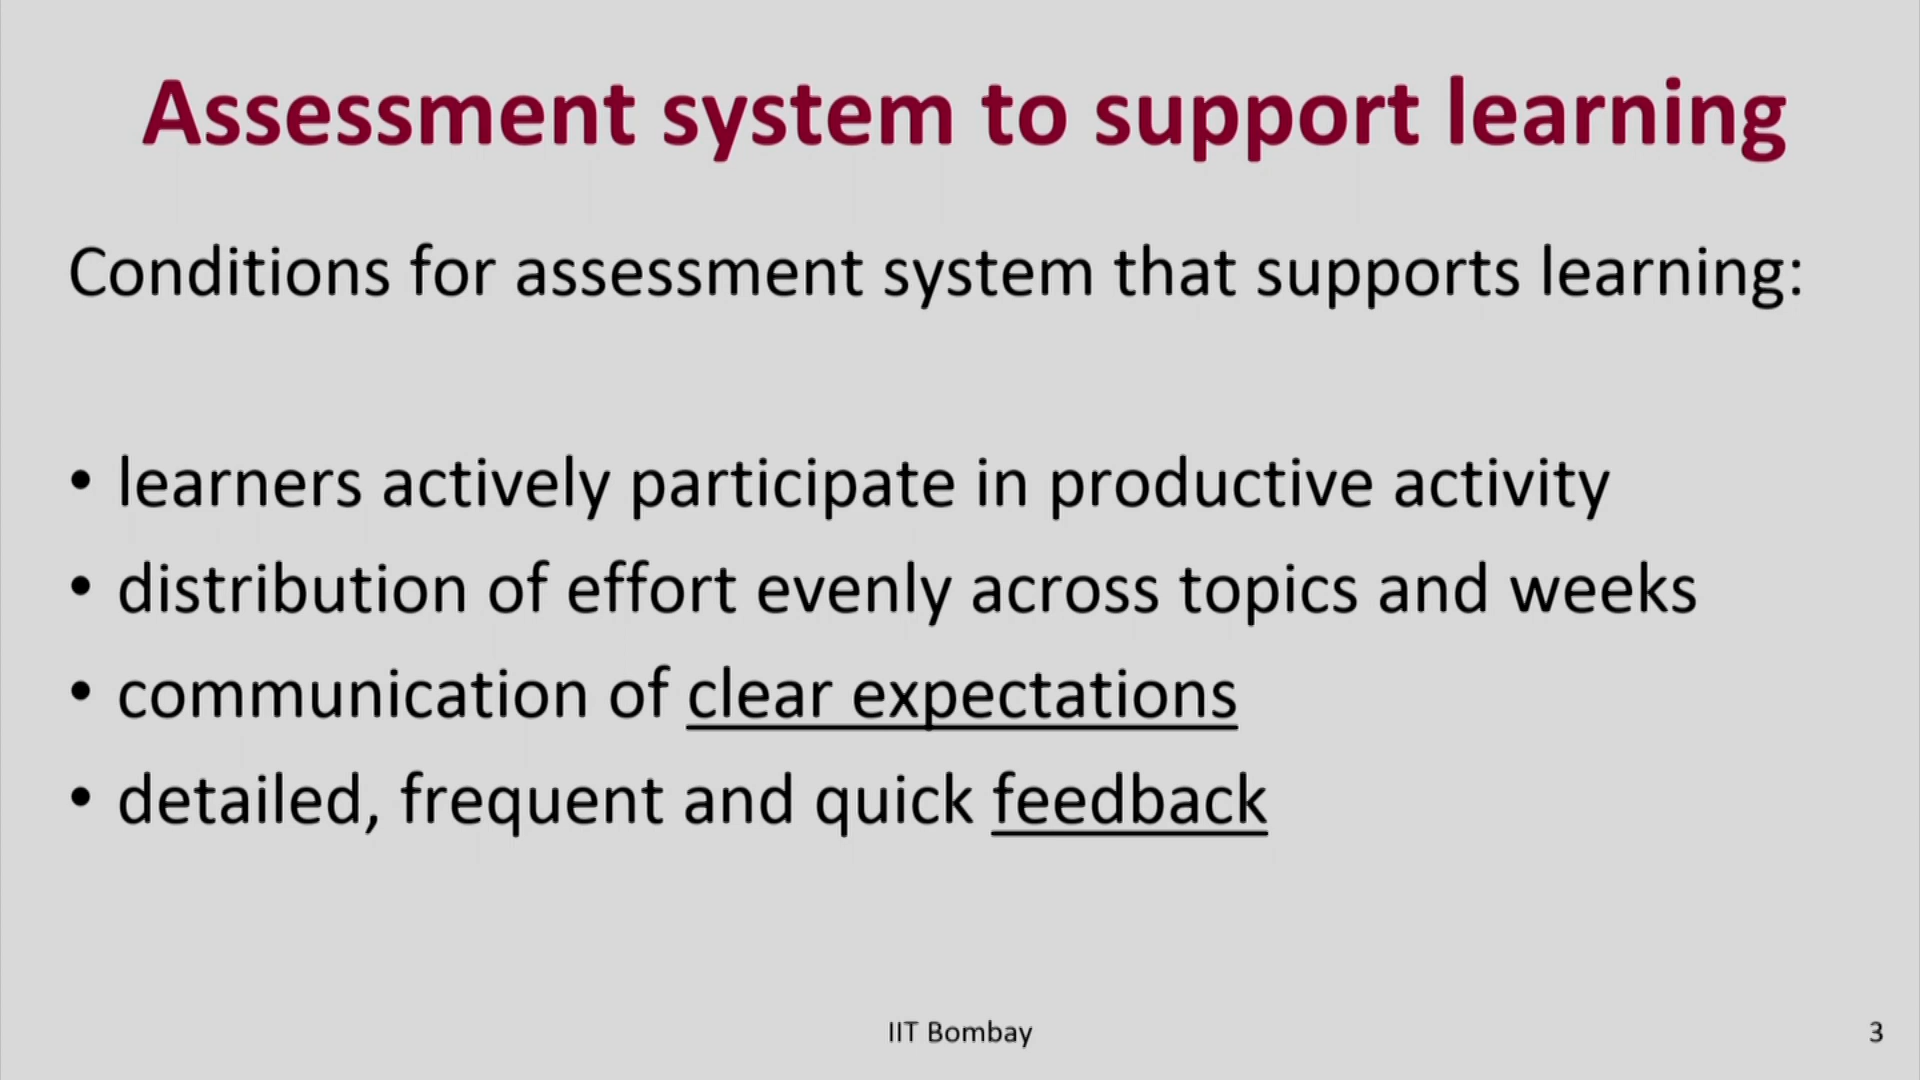 Assessment system to support learning
Conditions for assessment system that supports learning:
• learners actively participate in productive activity
• distribution of effort evenly across topics and weeks
• communication of clear expectations
• detailed, frequent and quick feedback
IIT Bombay
3